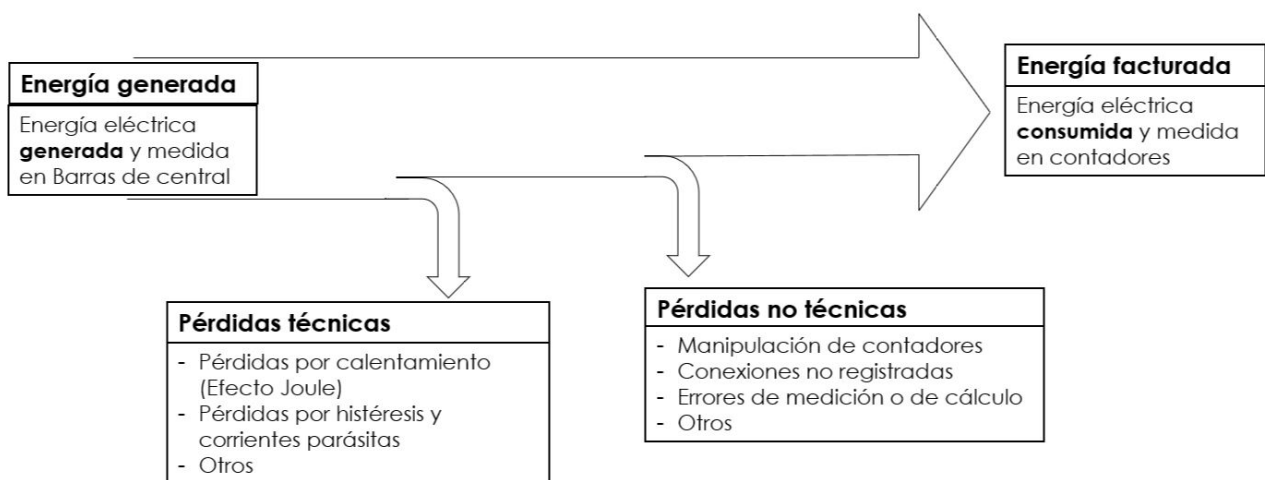 Energía generada
Energía eléctrica
generada y medida
en Barras de central
Energía facturada
Energía eléctrica
consumida y medida
en contadores
Pérdidas técnicas
- Pérdidas por calentamiento
(Efecto Joule)
- Pérdidas por histéresis y
corrientes parásitas
- Otros
Pérdidas no técnicas
- Manipulación de contadores
- Conexiones no registradas
- Errores de medición o de cálculo
- Otros